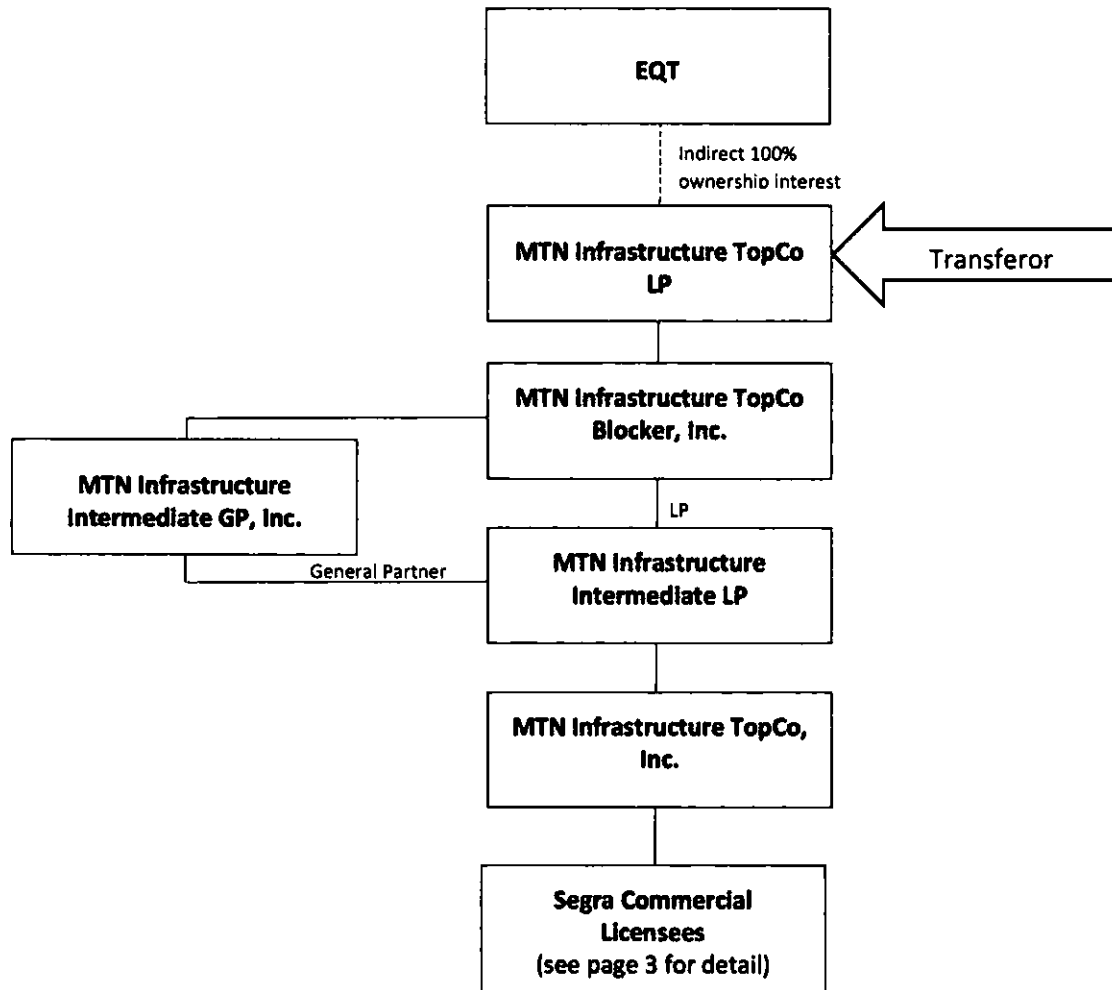 EQT
Indirect 100%
ownership interest
MTN Infrastructure TopCo
LP
Transferor
MTN Infrastructure TopCo
Blocker, Inc.
MTN Infrastructure
Intermediate GP, Inc.
LP
General Partner
MTN Infrastructure
Intermediate LP
MTN Infrastructure TopCo,
Inc.
Segra Commercial
Licensees
(see page 3 for detail)